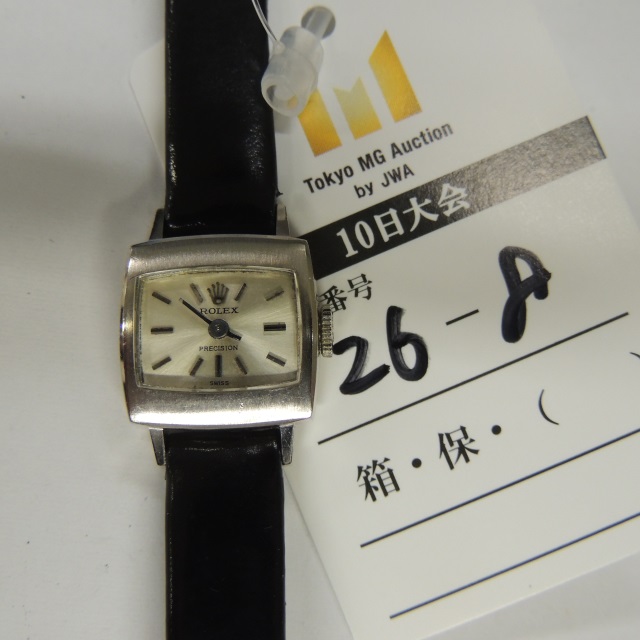 Tokyo MG Auction
by JWA
10日大会
番号
26-8
箱・保・(
ROLEX
PRECISION
SWISS